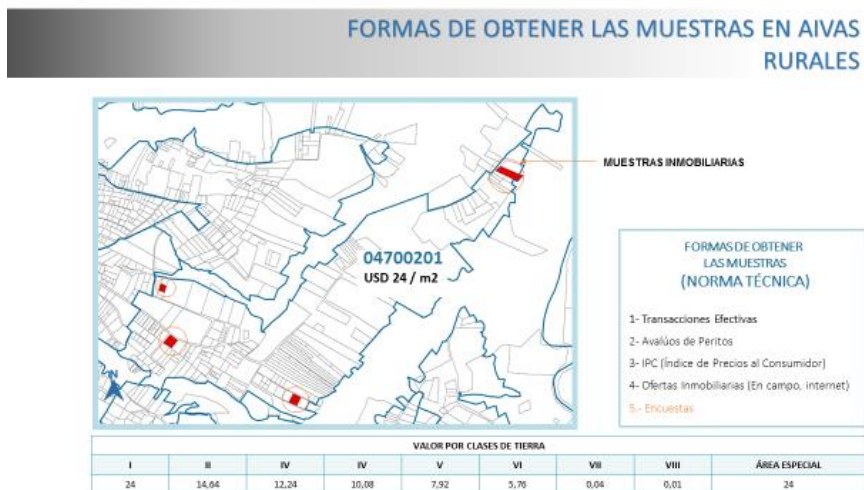 FORMAS DE OBTENER LAS MUESTRAS EN AIVAS
RURALES
MUESTRAS INMOBILIARIAS
04700201
USD 24 / m2
N
FORMAS DE OBTENER
LAS MUESTRAS
(NORMA TÉCNICA)
1- Transacciones Efectivas
2- Avalúos de Peritos
3- IPC (Índice de Precios al Consumidor)
4- Ofertas Inmobiliarias (En campo, internet)
5.- Encuestas
VALOR POR CLASES DE TIERRA
I II IV IV V VI VII VIII ÁREA ESPECIAL
24 14,64 12,24 10,08 7,92 5,76 0,04 0,01 24